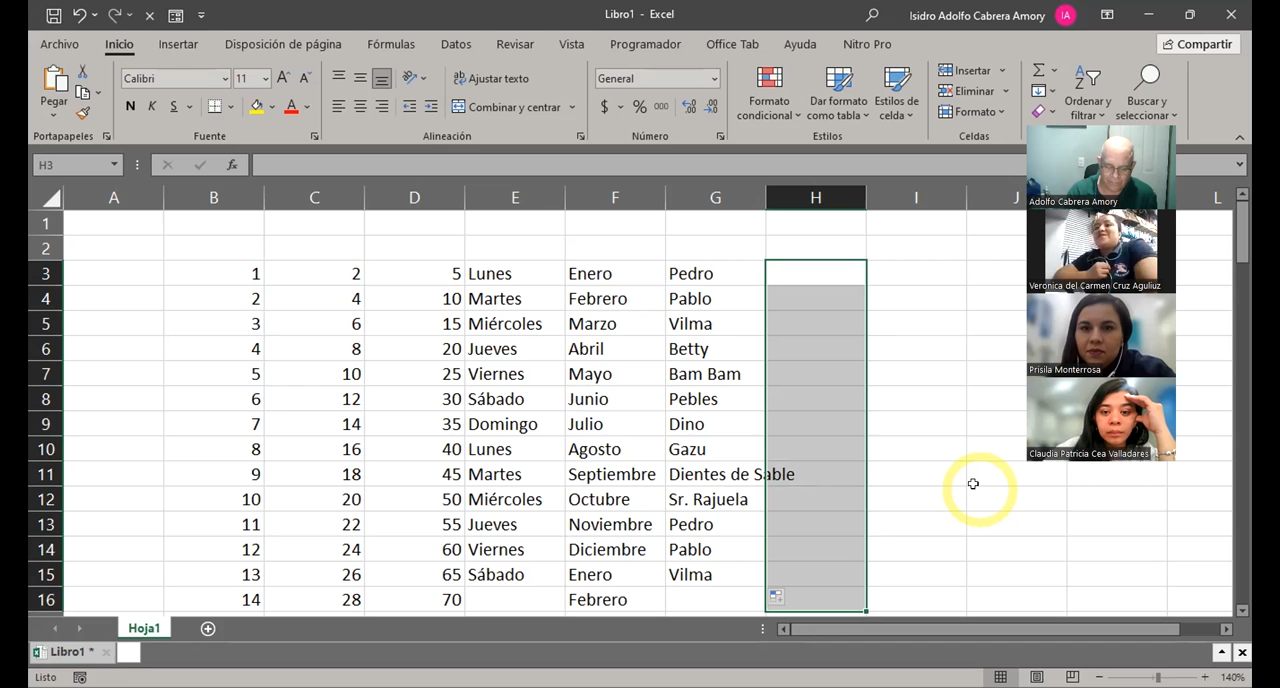 Libro1 - Excel
Isidro Adolfo Cabrera Amory IA
Archivo Inicio Insertar Disposición de página Fórmulas Datos Revisar Vista Programador Office Tab Ayuda Nitro Pro Compartir
Pegar
Calibri 11
Ajustar texto
General
Formato condicional
Dar formato como tabla
Estilos de celda
Insertar
Eliminar
Formato
Ordenar y filtrar
Buscar y seleccionar
N K S
Combinar y centrar
$ % 000
Portapapeles Fuente Alineación Número Estilos Celdas
H3 fx
A B C D E F G H I J L
1
2
3 1 2 5 Lunes Enero Pedro
4 2 4 10 Martes Febrero Pablo
5 3 6 15 Miércoles Marzo Vilma
6 4 8 20 Jueves Abril Betty
7 5 10 25 Viernes Mayo Bam Bam
8 6 12 30 Sábado Junio Pebles
9 7 14 35 Domingo Julio Dino
10 8 16 40 Lunes Agosto Gazu
11 9 18 45 Martes Septiembre Dientes de Sable
12 10 20 50 Miércoles Octubre Sr. Rajuela
13 11 22 55 Jueves Noviembre Pedro
14 12 24 60 Viernes Diciembre Pablo
15 13 26 65 Sábado Enero Vilma
16 14 28 70 Febrero
Adolfo Cabrera Amory
Veronica del Carmen Cruz Aguliuz
Prisila Monterrosa
Claudia Patricia Cea Valladares
Hoja1
Libro1 *
Listo
140%